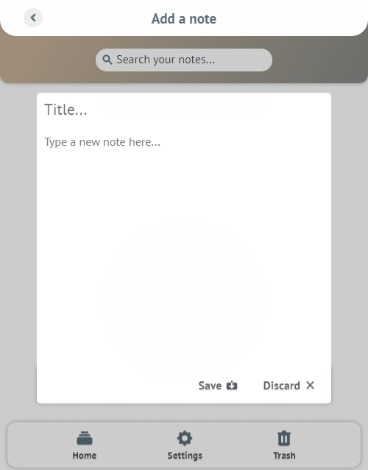 Add a note
Search your notes...
Title...
Type a new note here...
Save Discard
Home Settings Trash